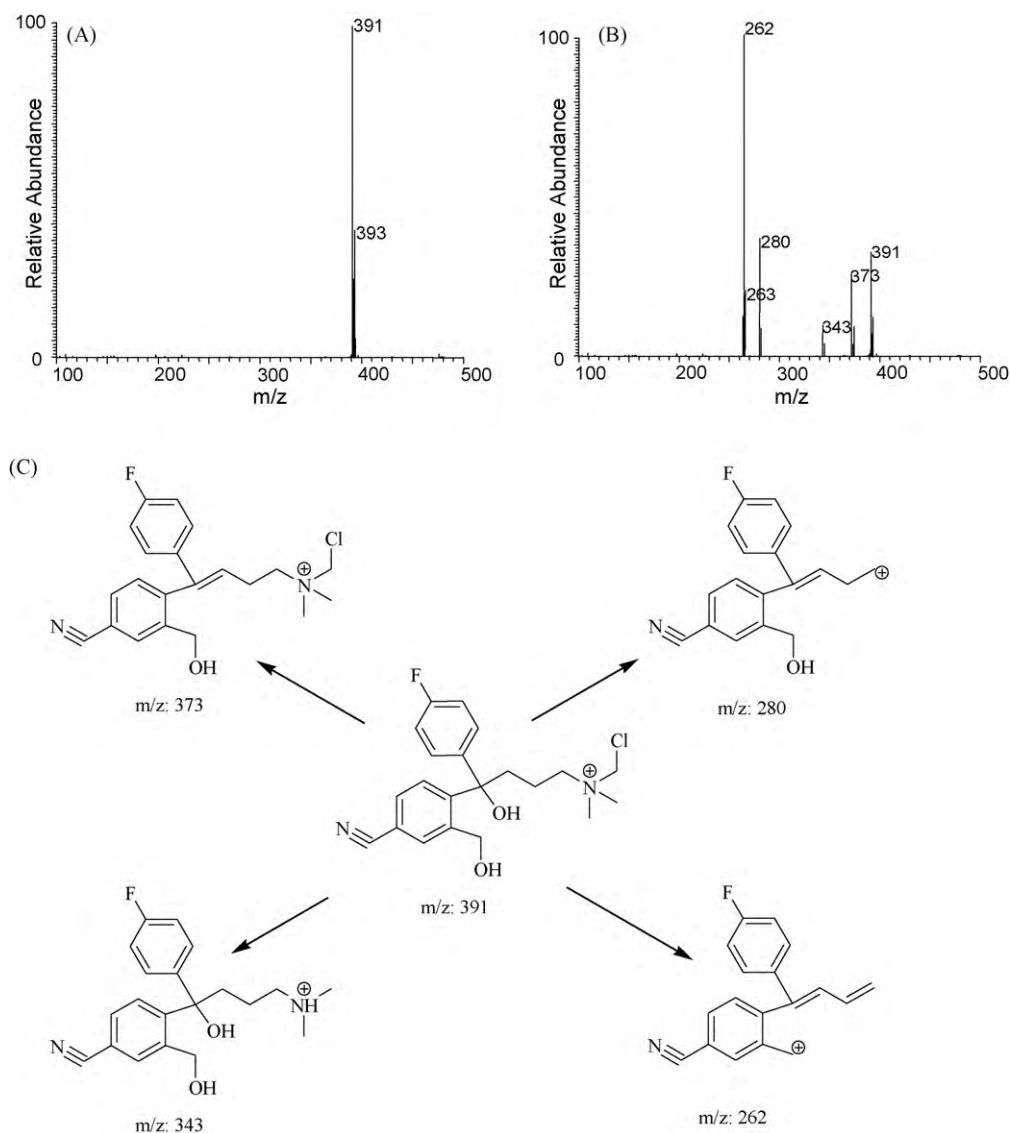 (A)
100
391
393
Relative Abundance
0
100
200
300
400
500
m/z
(B)
100
262
280
263
343
373
391
Relative Abundance
0
100
200
300
400
500
m/z
(C)
F
Cl
N
⊕
N
OH
m/z: 373
F
⊕
N
OH
m/z: 280
F
Cl
N
⊕
OH
N
OH
m/z: 391
F
⊕
NH
OH
N
OH
m/z: 343
F
N
⊕
m/z: 262